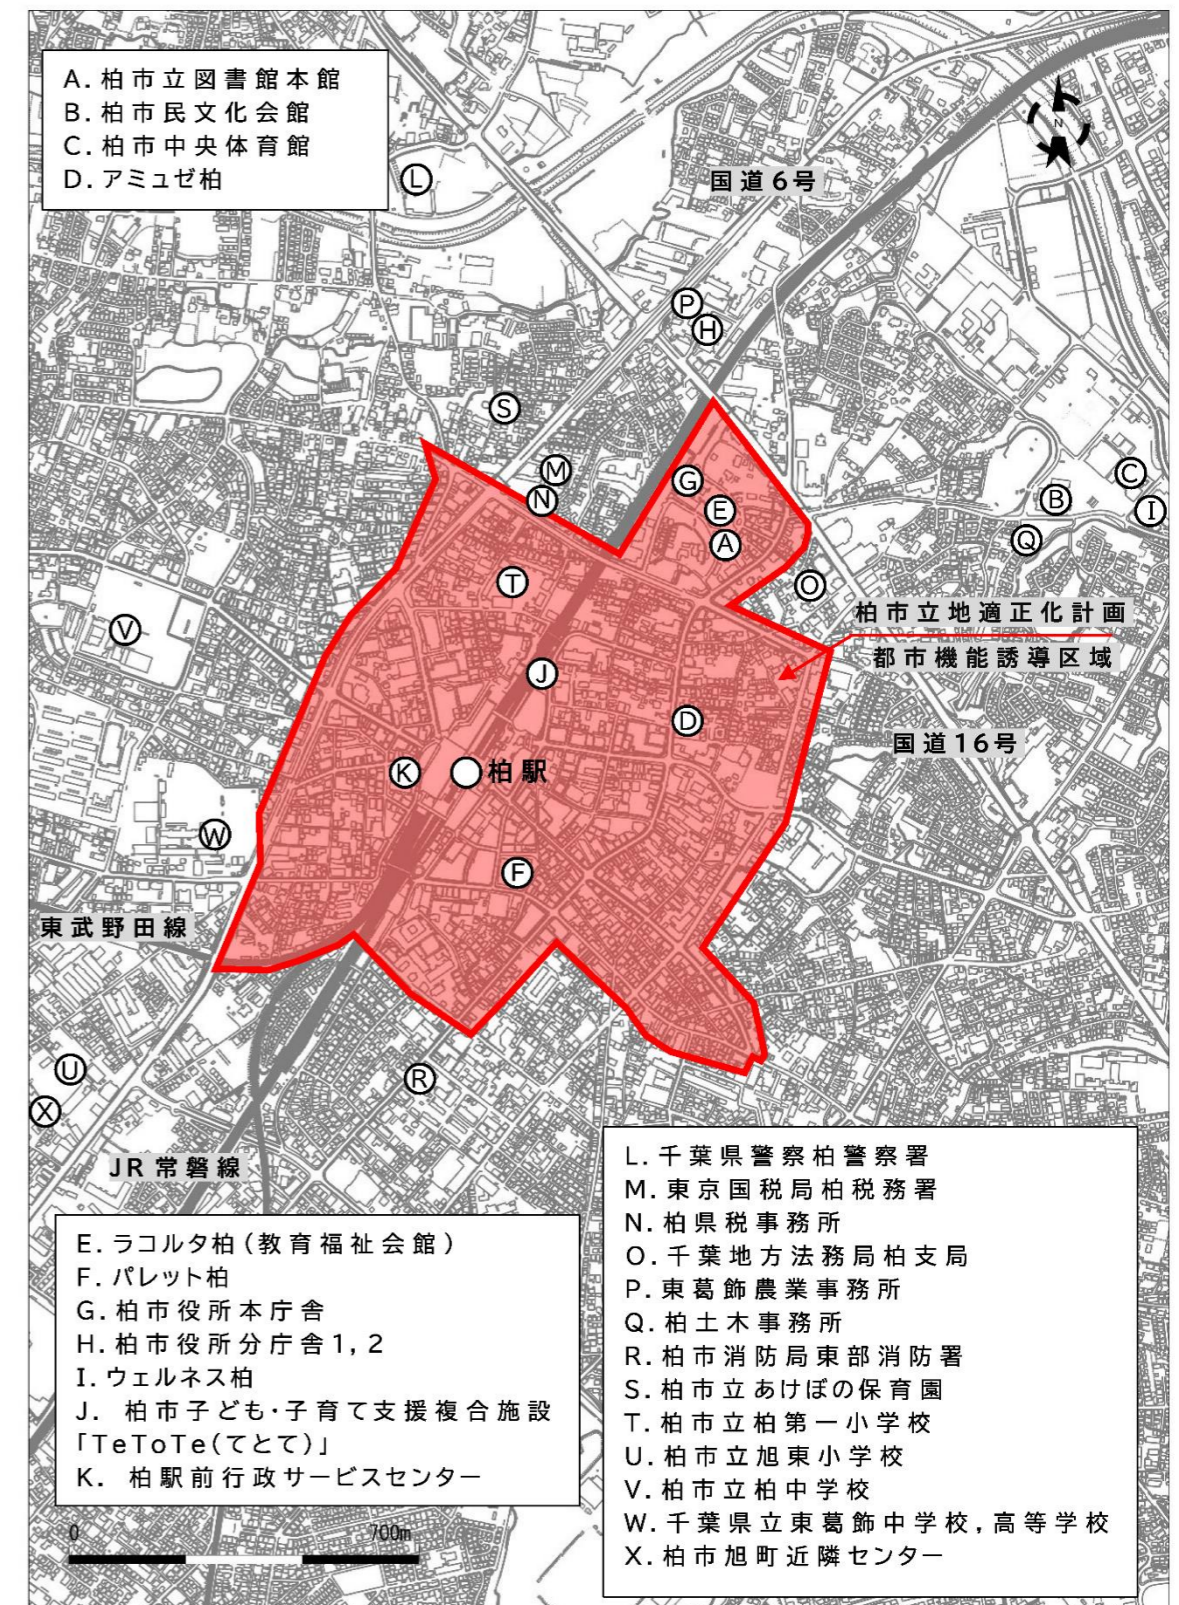 A.柏市立図書館本館
B.柏市民文化会館
C.柏市中央体育館
D.アミュゼ柏
N
L
国道6号
P
H
S
M
N
G
E
A
C
B
I
Q
O
T
V
柏市立地適正化計画
都市機能誘導区域
J
D
国道16号
K
柏駅
W
F
東武野田線
U
X
R
JR常磐線
E.ラコルタ柏(教育福祉会館)
F.パレット柏
G.柏市役所本庁舎
H.柏市役所分庁舎1,2
I.ウェルネス柏
J. 柏市子ども・子育て支援複合施設
「TeToTe(てとて)」
K. 柏駅前行政サービスセンター
L.千葉県警察柏警察署
M.東京国税局柏税務署
N.柏県税事務所
O.千葉地方法務局柏支局
P.東葛飾農業事務所
Q.柏土木事務所
R.柏市消防局東部消防署
S.柏市立あけぼの保育園
T.柏市立柏第一小学校
U.柏市立旭東小学校
V.柏市立柏中学校
W.千葉県立東葛飾中学校,高等学校
X.柏市旭町近隣センター
0 700m